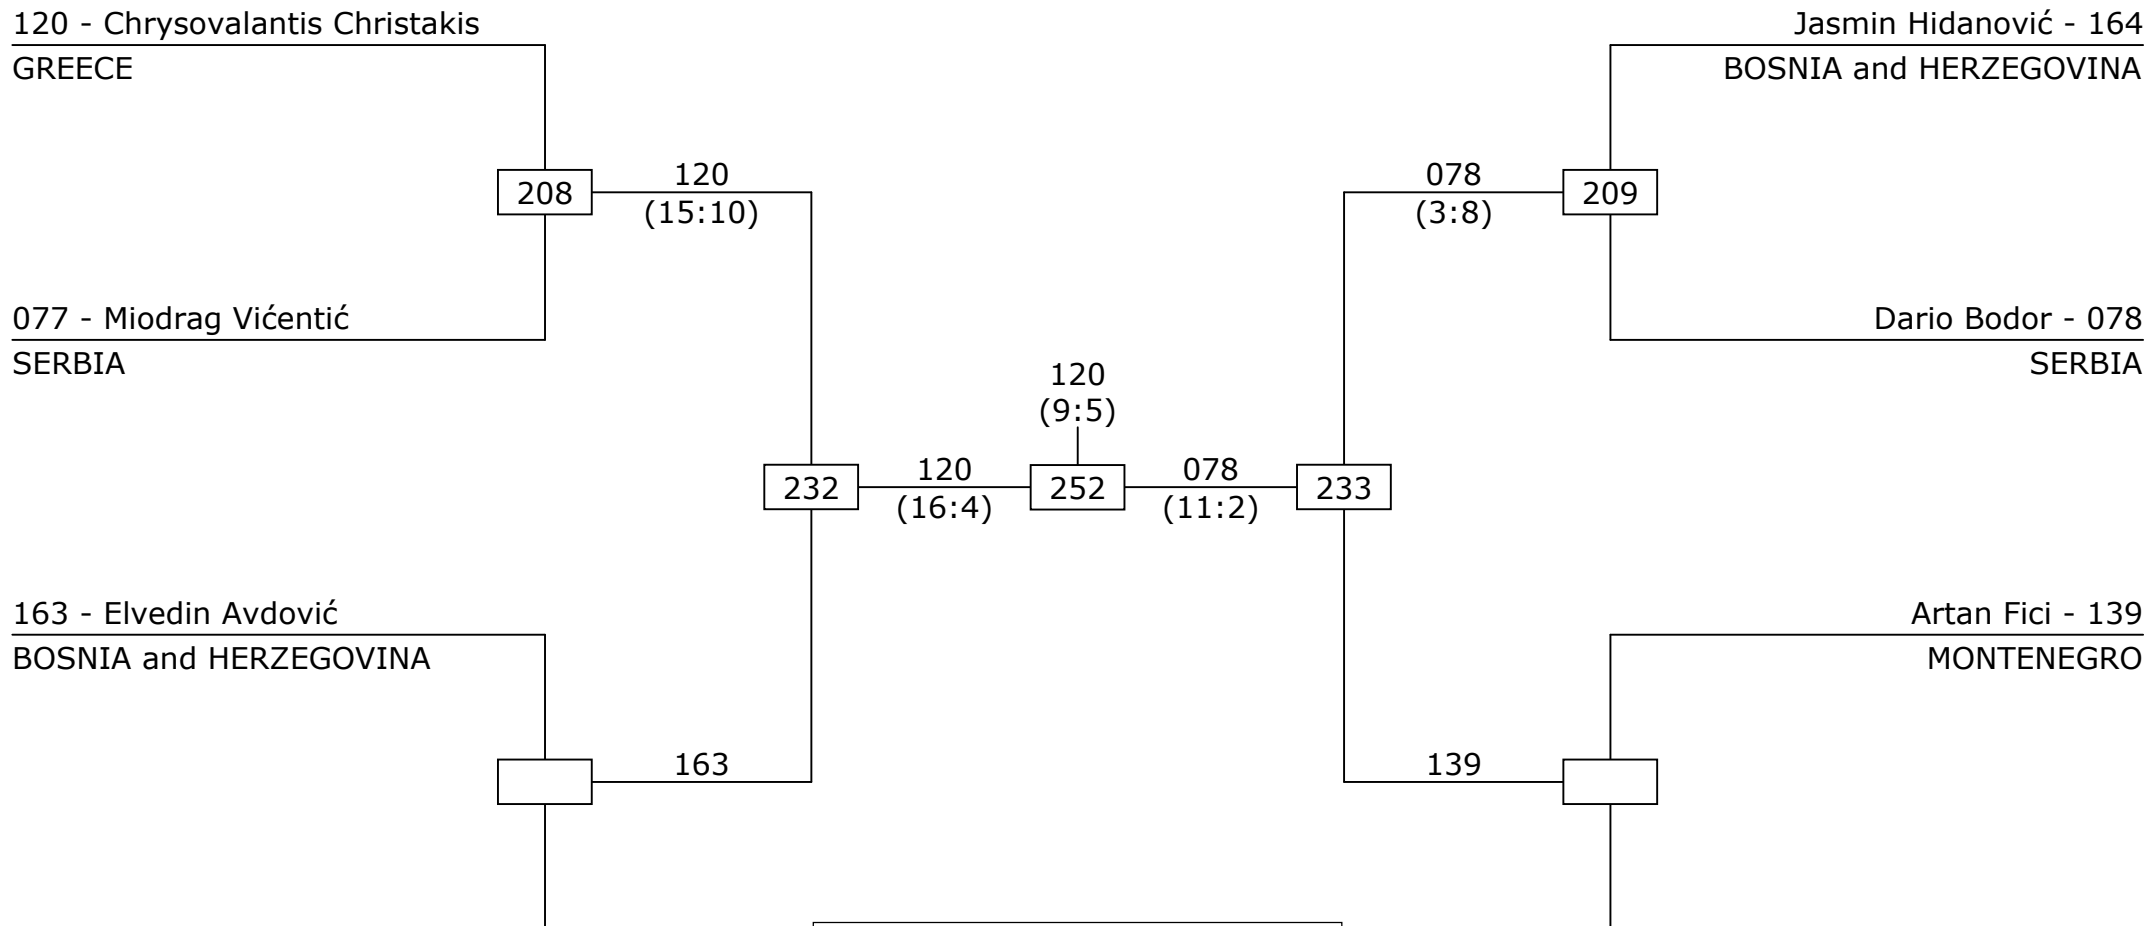 120 - Chrysovalantis Christakis
GREECE
Jasmin Hidanović - 164
BOSNIA and HERZEGOVINA
208
120
(15:10)
078
(3:8)
209
077 - Miodrag Vićentić
SERBIA
Dario Bodor - 078
SERBIA
120
(9:5)
232
120
(16:4)
252
078
(11:2)
233
163 - Elvedin Avdović
BOSNIA and HERZEGOVINA
Artan Fici - 139
MONTENEGRO
163
139